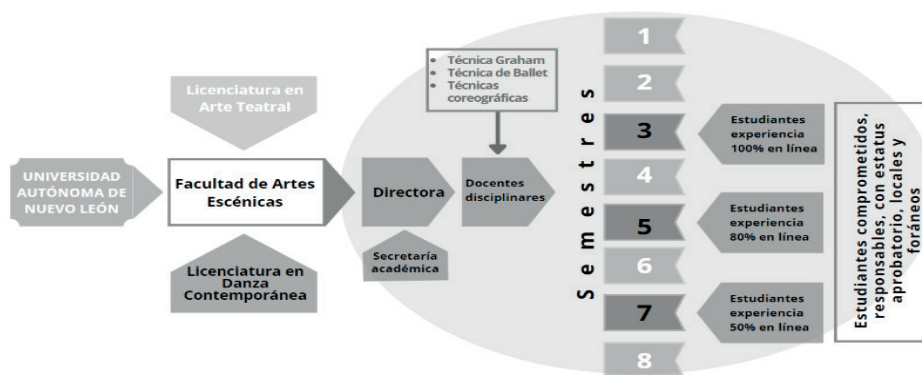 Licenciatura en
Arte Teatral
UNIVERSIDAD
AUTÓNOMA DE
NUEVO LEÓN
Facultad de Artes
Escénicas
Licenciatura en
Danza
Contemporánea
Directora
Secretaría
académica
• Técnica Graham
• Técnica de Ballet
• Técnicas
coreográficas
Docentes
disciplinares
Semestres
1
2
3
4
5
6
7
8
Estudiantes
experiencia
100% en línea
Estudiantes
experiencia
80% en línea
Estudiantes
experiencia
50% en línea
Estudiantes comprometidos,
responsables, con estatus
aprobatorio, locales y
foráneos